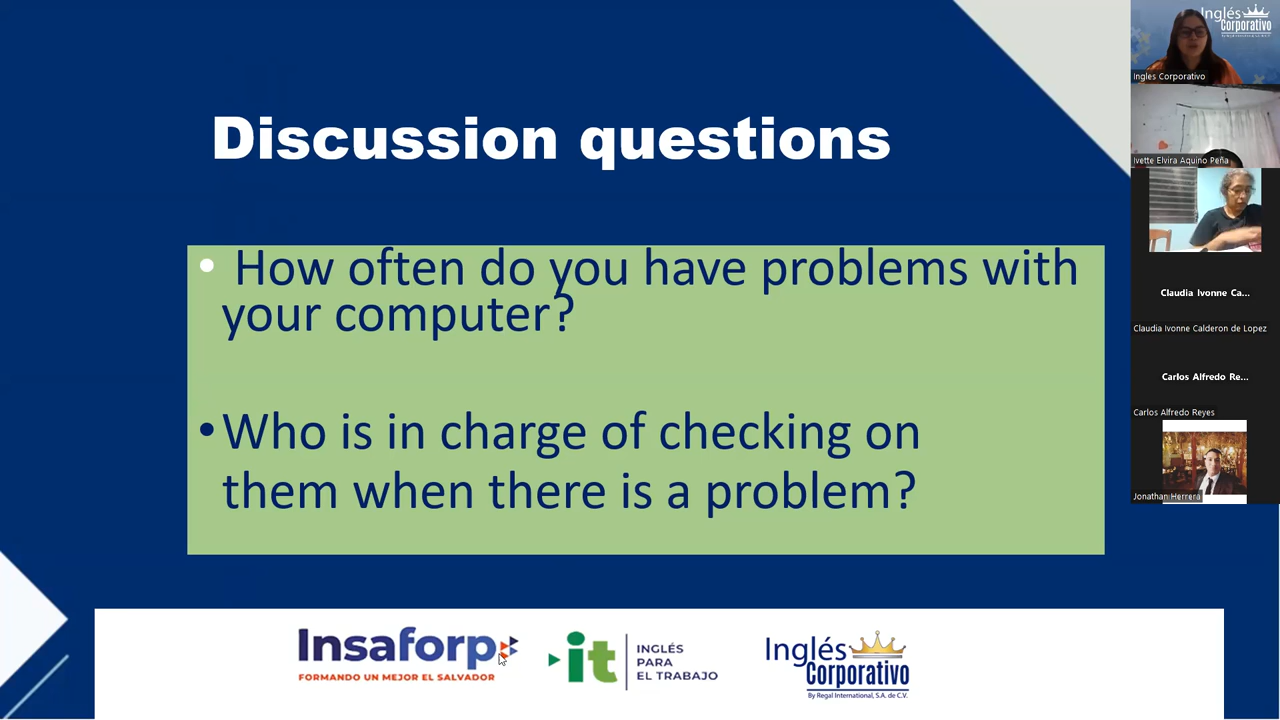 Discussion questions
• How often do you have problems with
your computer?
• Who is in charge of checking on
them when there is a problem?
Insaforp
FORMANDO UN MEJOR EL SALVADOR
it
INGLÉS
PARA
EL TRABAJO
Inglés
Corporativo
By Regal International, S.A. de C.V.
Inglés
Corporativo
Ingles Corporativo
Ivette Elvira Aquino Peña
Claudia Ivonne Ca...
Claudia Ivonne Calderon de Lopez
Carlos Alfredo Re...
Carlos Alfredo Reyes
Jonathan Herrera